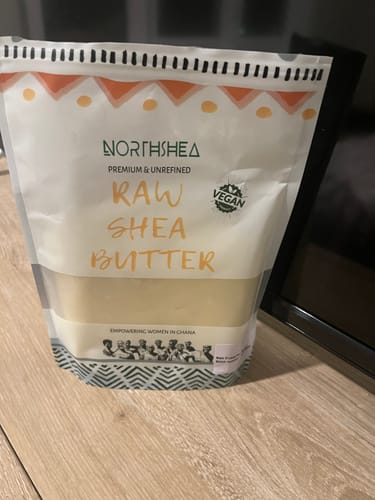 NORTHSHEA
PREMIUM & UNREFINED
RAW
SHEA
BUTTER
VEGAN
EMPOWERING WOMEN IN GHANA